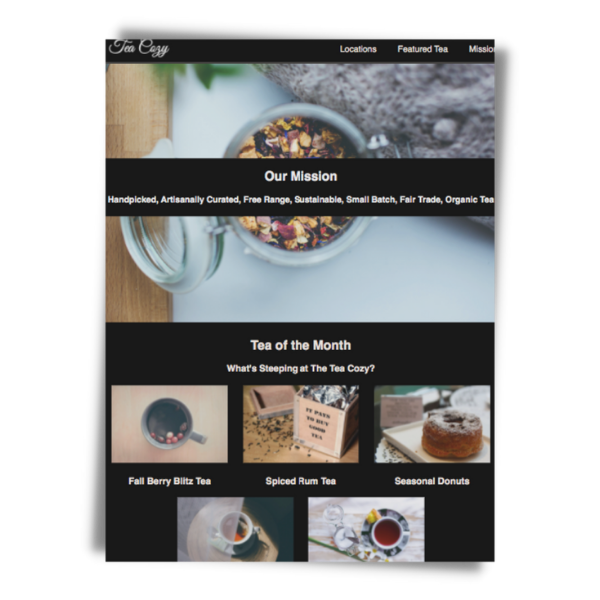 Tea Cozy
Locations Featured Tea Missio
Our Mission
Handpicked, Artisanally Curated, Free Range, Sustainable, Small Batch, Fair Trade, Organic Tea
Tea of the Month
What's Steeping at The Tea Cozy?
IT PAYS
TO BUY
GOOD
TEA
Fall Berry Blitz Tea Spiced Rum Tea Seasonal Donuts